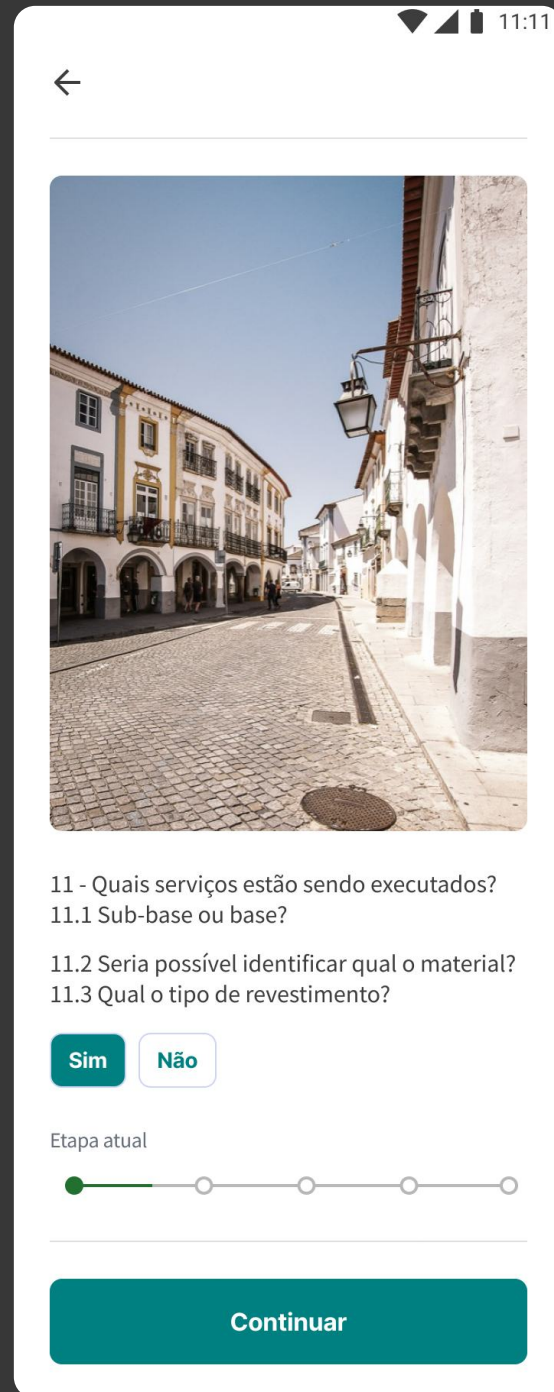 11:11
11 - Quais serviços estão sendo executados?
11.1 Sub-base ou base?
11.2 Seria possível identificar qual o material?
11.3 Qual o tipo de revestimento?
Sim
Não
Etapa atual
Continuar